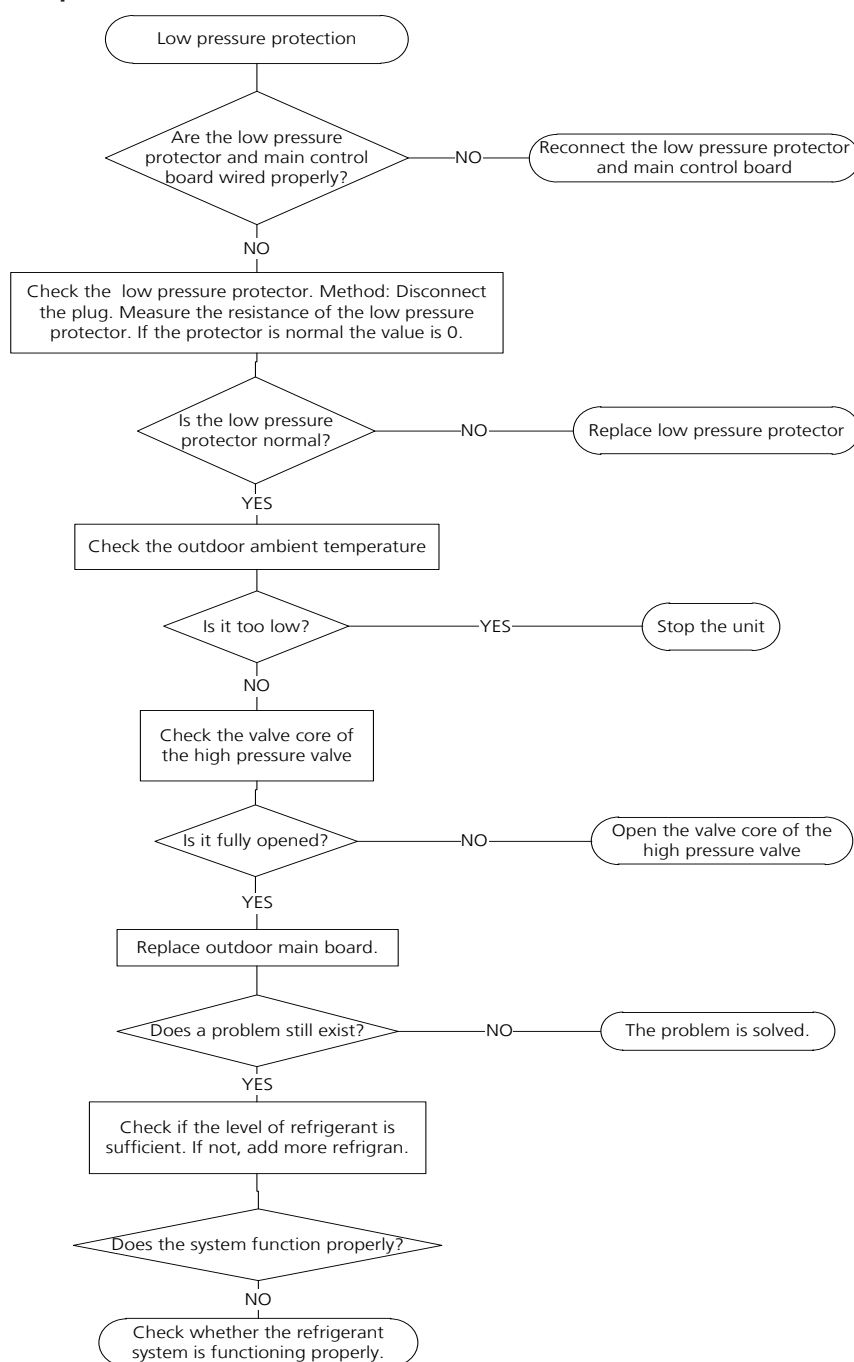 Low pressure protection
Are the low pressure
protector and main control
board wired properly?
NO
Reconnect the low pressure protector
and main control board
NO
Check the low pressure protector. Method: Disconnect
the plug. Measure the resistance of the low pressure
protector. If the protector is normal the value is 0.
Is the low pressure
protector normal?
NO
Replace low pressure protector
YES
Check the outdoor ambient temperature
Is it too low?
YES
Stop the unit
NO
Check the valve core of
the high pressure valve
Is it fully opened?
NO
Open the valve core of the
high pressure valve
YES
Replace outdoor main board.
Does a problem still exist?
NO
The problem is solved.
YES
Check if the level of refrigerant is
sufficient. If not, add more refrigran.
Does the system function properly?
NO
Check whether the refrigerant
system is functioning properly.